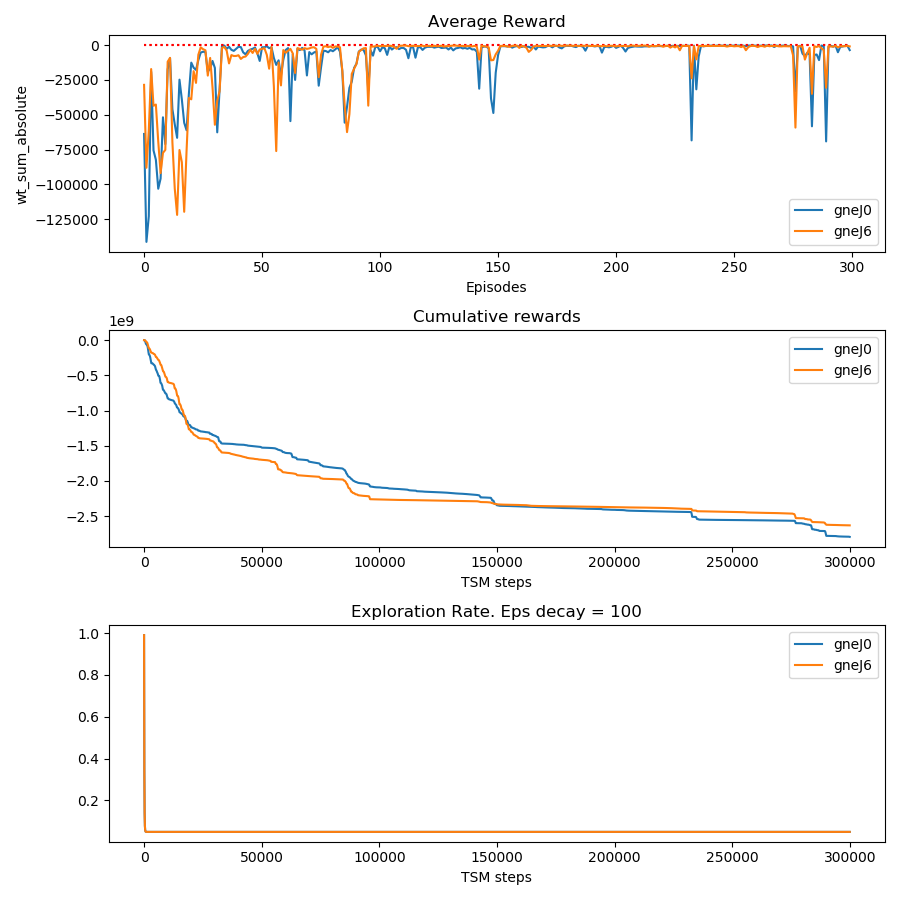 Average Reward
wt_sum_absolute
0
−25000
−50000
−75000
−100000
−125000
gneJ0
gneJ6
0 50 100 150 200 250 300
Episodes
Cumulative rewards
1e9
0.0
−0.5
−1.0
−1.5
−2.0
−2.5
gneJ0
gneJ6
0 50000 100000 150000 200000 250000 300000
TSM steps
Exploration Rate. Eps decay = 100
1.0
0.8
0.6
0.4
0.2
gneJ0
gneJ6
0 50000 100000 150000 200000 250000 300000
TSM steps